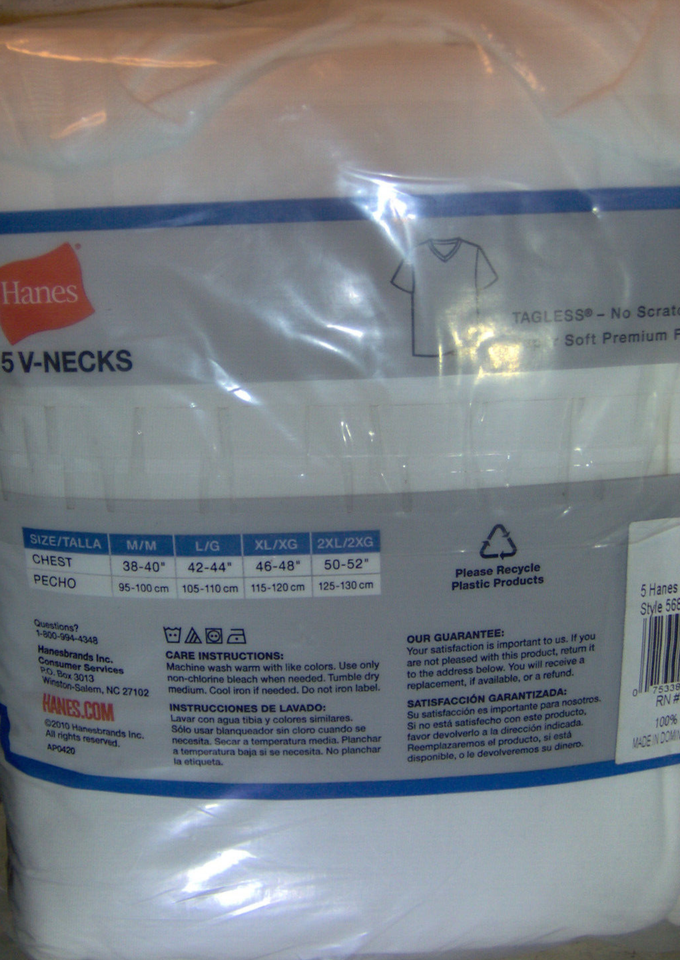 Hanes®
5 V-NECKS
TAGLESS® – No
Soft Premium
SIZE/TALLA M/M L/G XL/XG 2XL/2XG
CHEST 38-40" 42-44" 46-48" 50-52"
PECHO 95-100 cm 105-110 cm 115-120 cm 125-130 cm
Please Recycle
Plastic Products
Questions?
1-800-994-4348
Hanesbrands Inc.
Consumer Services
P.O. Box 3013
Winston-Salem, NC 27102
HANES.COM
©2010 Hanesbrands Inc.
All rights reserved.
AP0420
CARE INSTRUCTIONS:
Machine wash warm with like colors. Use only
non-chlorine bleach when needed. Tumble dry
medium. Cool iron if needed. Do not iron label.
INSTRUCCIONES DE LAVADO:
Lavar con agua tibia y colores similares.
Sólo usar blanqueador sin cloro cuando se
necesita. Secar a temperatura media. Planchar
a temperatura baja si se necesita. No planchar
la etiqueta.
OUR GUARANTEE:
Your satisfaction is important to us. If you
are not pleased with this product, return it
to the address below. You will receive a
replacement, if available, or a refund.
SATISFACCIÓN GARANTIZADA:
Su satisfacción es importante para nosotros.
Si no está satisfecho con este producto,
favor devolverlo a la dirección indicada.
Reemplazaremos el producto, si está
disponible, o le devolveremos su dinero.
5 Hanes
Style
0
RN #
100%
MADE IN